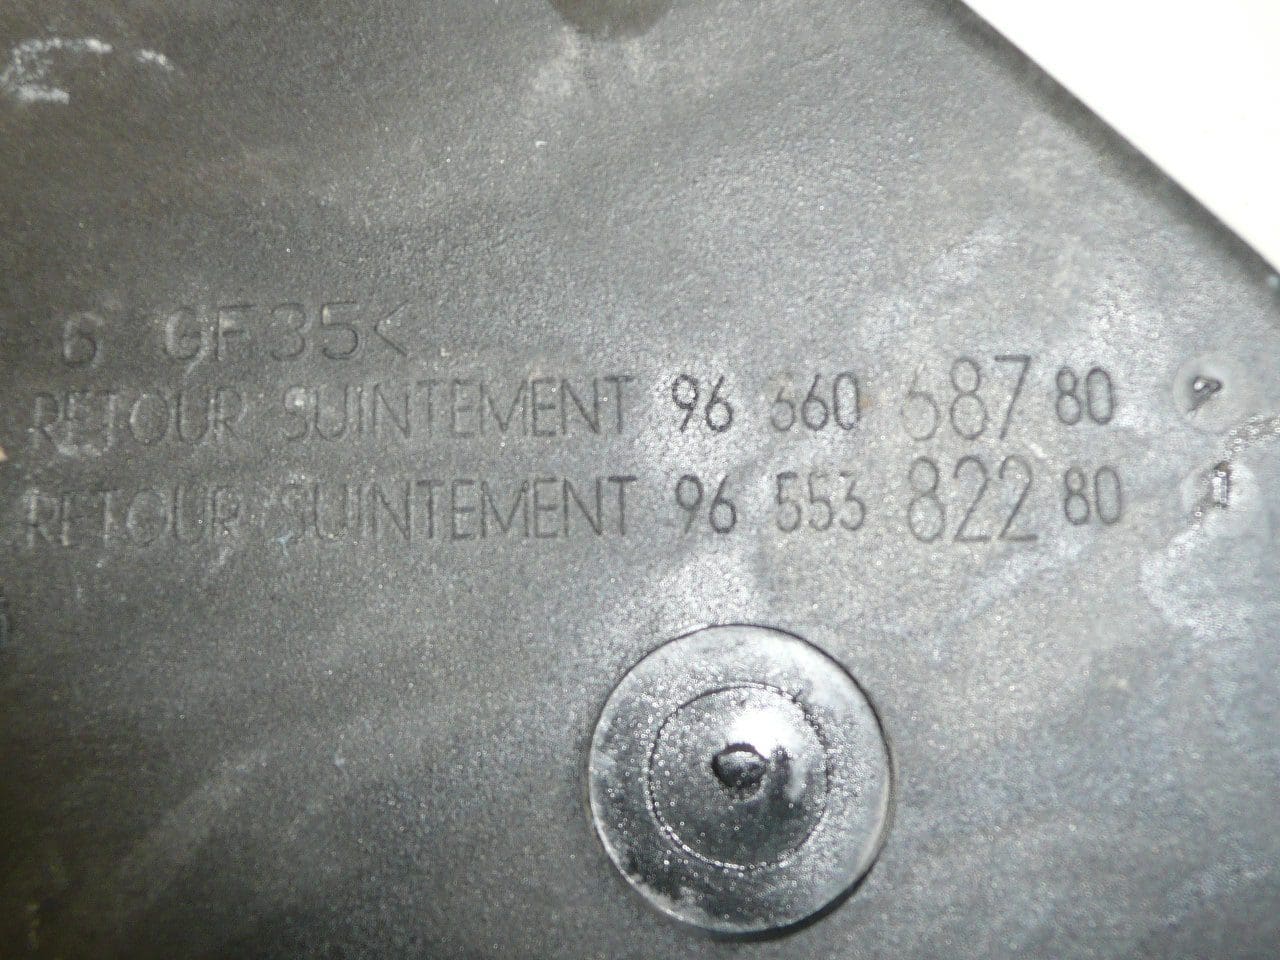 6 GF35<
RETOUR SUINTEMENT 96 660 687 80
RETOUR SUINTEMENT 96 553 822 80